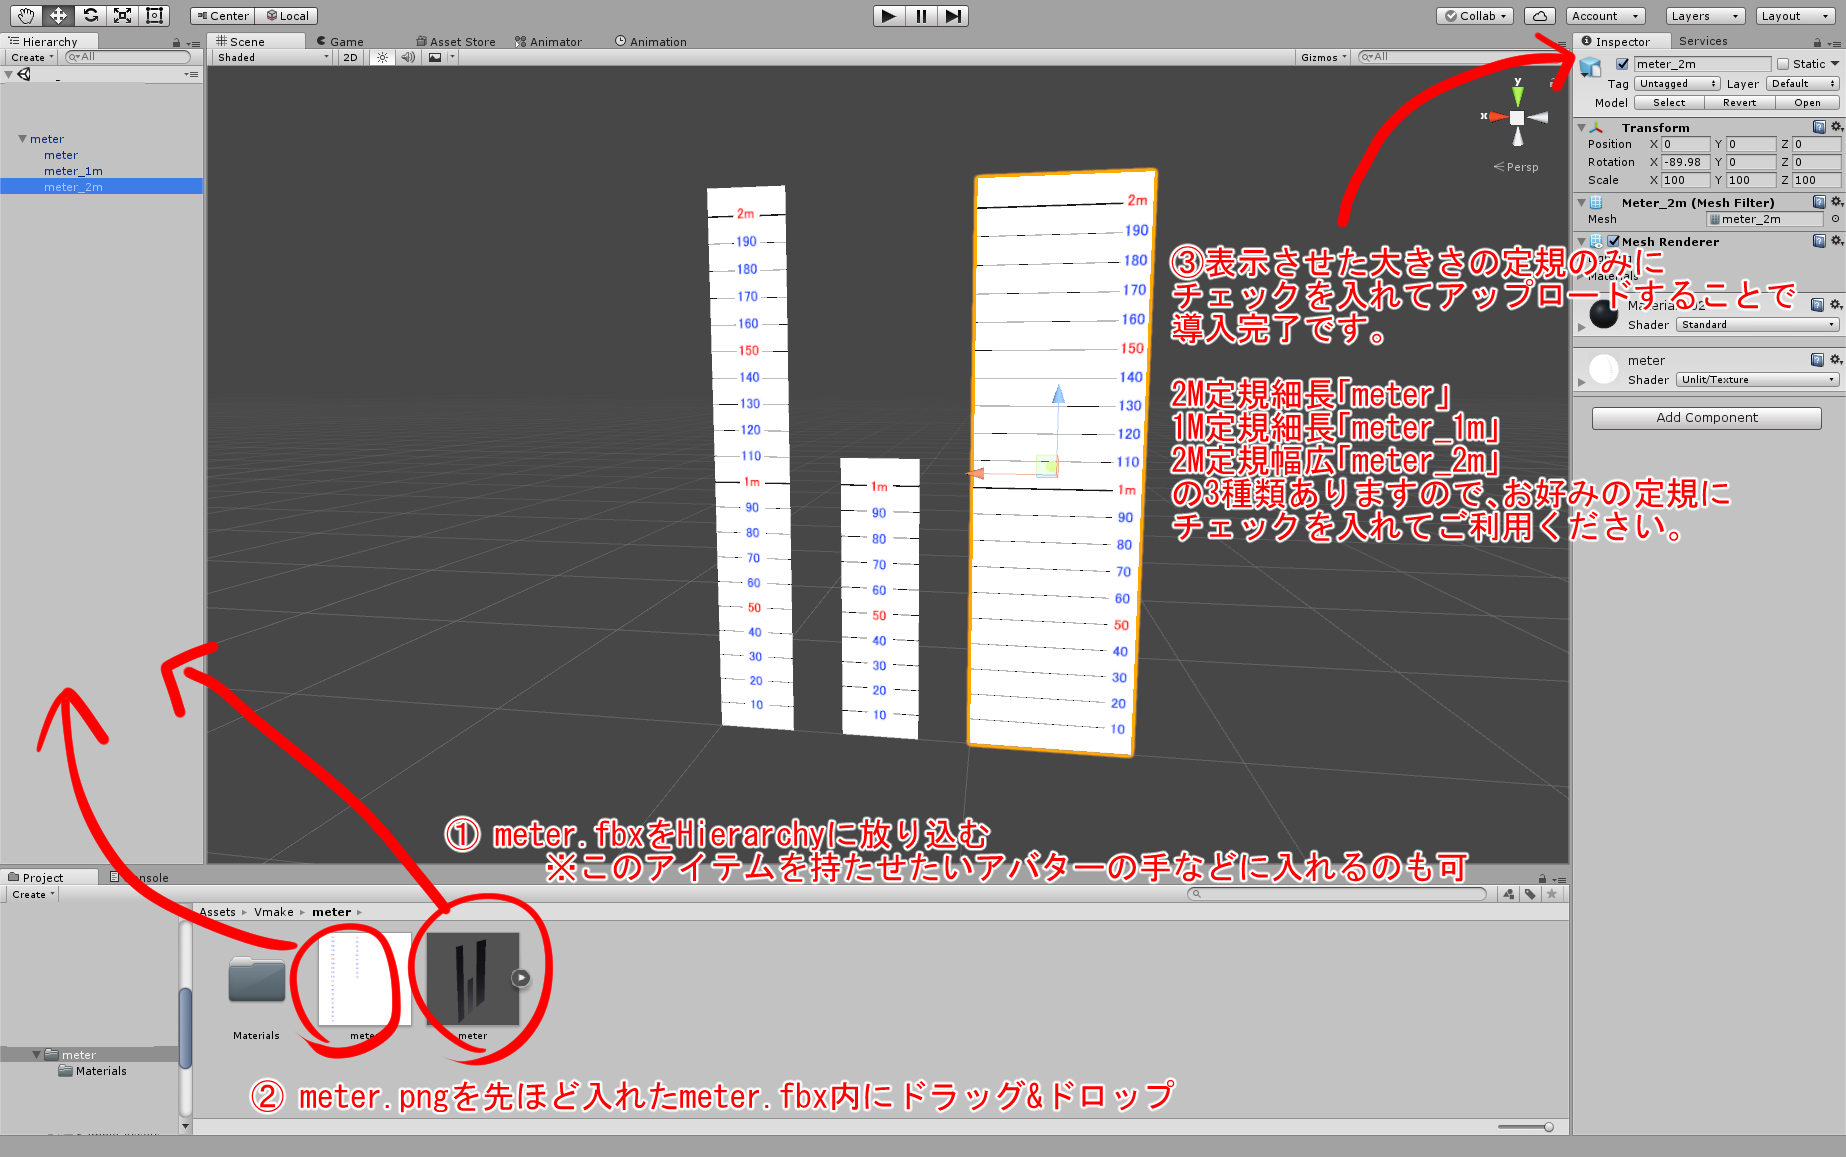 Center
Local
Collab
Account
Layers
Layout
Hierarchy
Create
All
meter
meter
meter_1m
meter_2m
Scene
Game
Asset Store
Animator
Animation
Shaded
2D
Gizmos
All
y
x
Persp
2m
190
180
170
160
150
140
130
120
110
1m
90
80
70
60
50
40
30
20
10
1m
90
80
70
60
50
40
30
20
10
2m
190
180
170
160
150
140
130
120
110
1m
90
80
70
60
50
40
30
20
10
③表示させた大きさの定規のみに
チェックを入れてアップロードすることで
導入完了です。
2M定規細長「meter」
1M定規細長「meter_1m」
2M定規幅広「meter_2m」
の3種類ありますので、お好みの定規に
チェックを入れてご利用ください。
① meter.fbxをHierarchyに放り込む
※このアイテムを持たせたいアバターの手などに入れるのも可
Inspector
Services
meter_2m
Static
Tag Untagged Layer Default
Model Select Revert Open
Transform
Position X 0 Y 0 Z 0
Rotation X -89.98 Y 0 Z 0
Scale X 100 Y 100 Z 100
Meter_2m (Mesh Filter)
Mesh meter_2m
Mesh Renderer
Materials
Shader Standard
meter
Shader Unlit/Texture
Add Component
Project
Create
Assets Vmake meter
meter
Materials
Materials
meter
② meter.pngを先ほど入れたmeter.fbx内にドラッグ&ドロップ